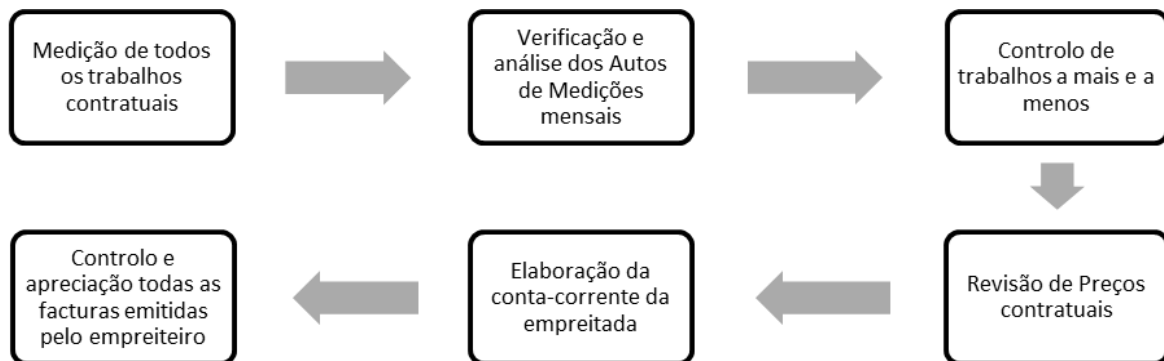 Medição de todos
os trabalhos
contratuais
Verificação e
análise dos Autos
de Medições
mensais
Controlo de
trabalhos a mais e a
menos
Revisão de Preços
contratuais
Elaboração da
conta-corrente da
empreitada
Controlo e
apreciação todas as
facturas emitidas
pelo empreiteiro